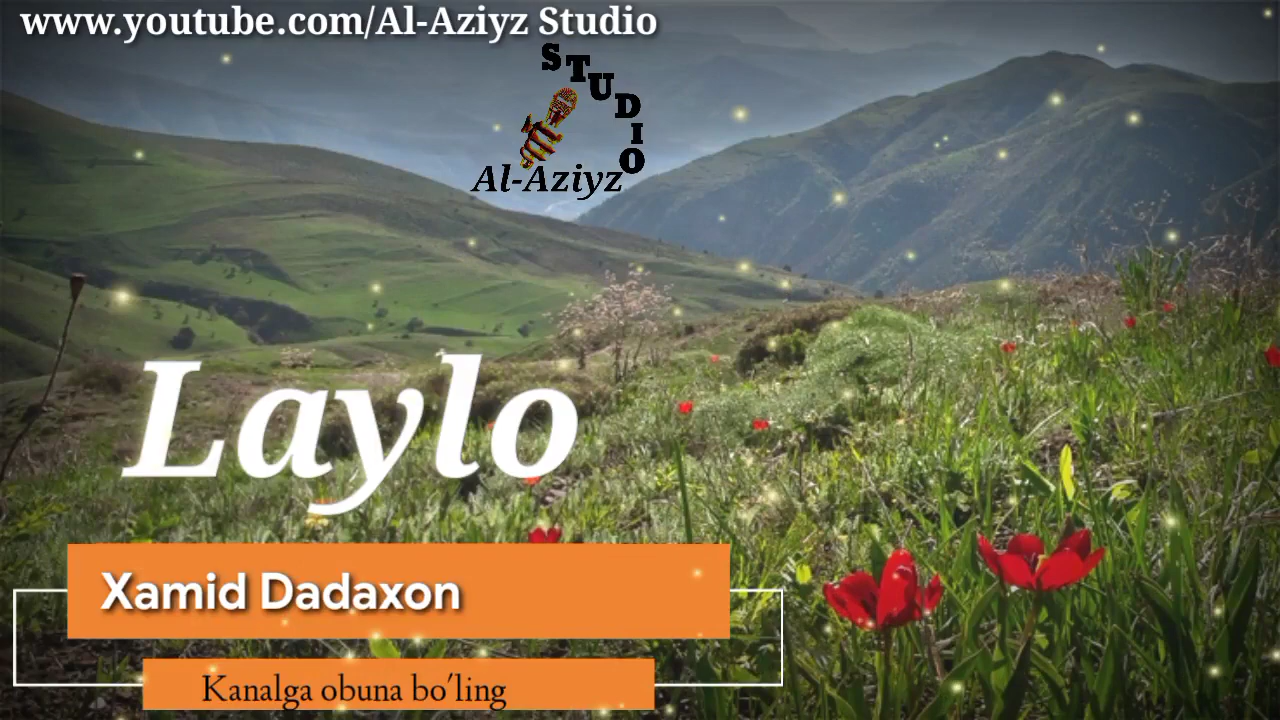 www.youtube.com/Al-Aziyz Studio
STUDIO
Al-Aziyz
Laylo
Xamid Dadaxon
Kanalga obuna bo'ling